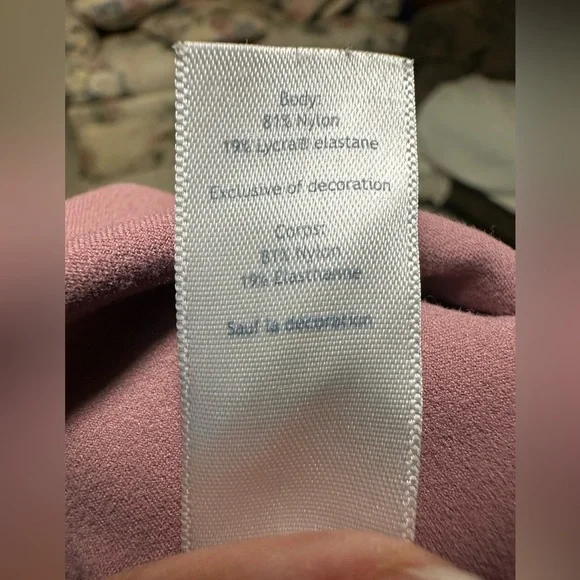 Body:
81% Nylon
19% Lycra® elastane
Exclusive of decoration
Corps:
81% Nylon
19% Élasthanne
Sauf la décoration